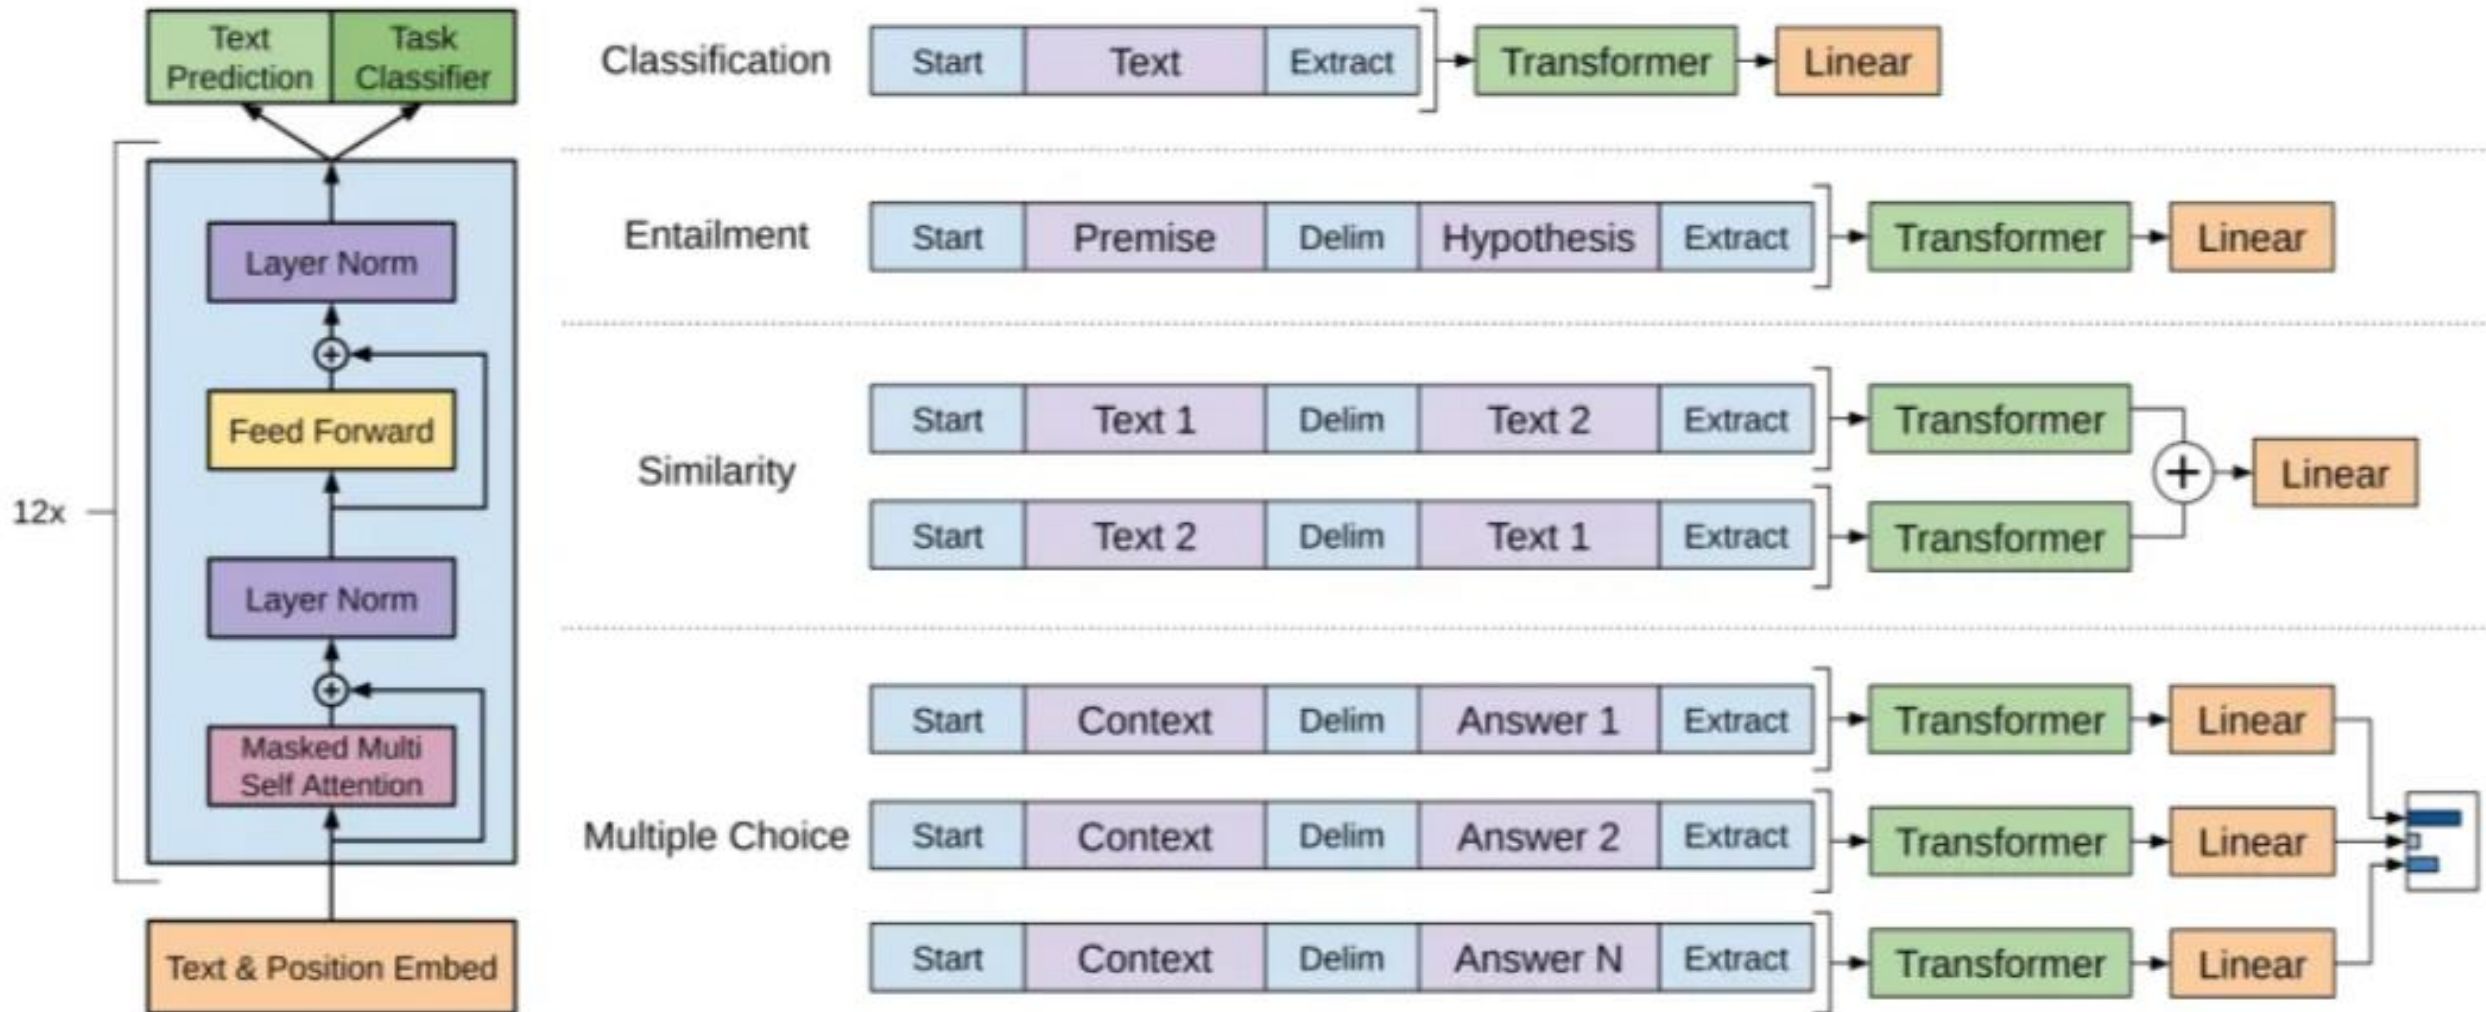 Text Prediction
Task Classifier
Layer Norm
Feed Forward
12x
Layer Norm
Masked Multi
Self Attention
Text & Position Embed
Classification
Start Text Extract Transformer Linear
Entailment
Start Premise Delim Hypothesis Extract Transformer Linear
Similarity
Start Text 1 Delim Text 2 Extract Transformer
Linear
Start Text 2 Delim Text 1 Extract Transformer
Multiple Choice
Start Context Delim Answer 1 Extract Transformer Linear
Start Context Delim Answer 2 Extract Transformer Linear
Start Context Delim Answer N Extract Transformer Linear